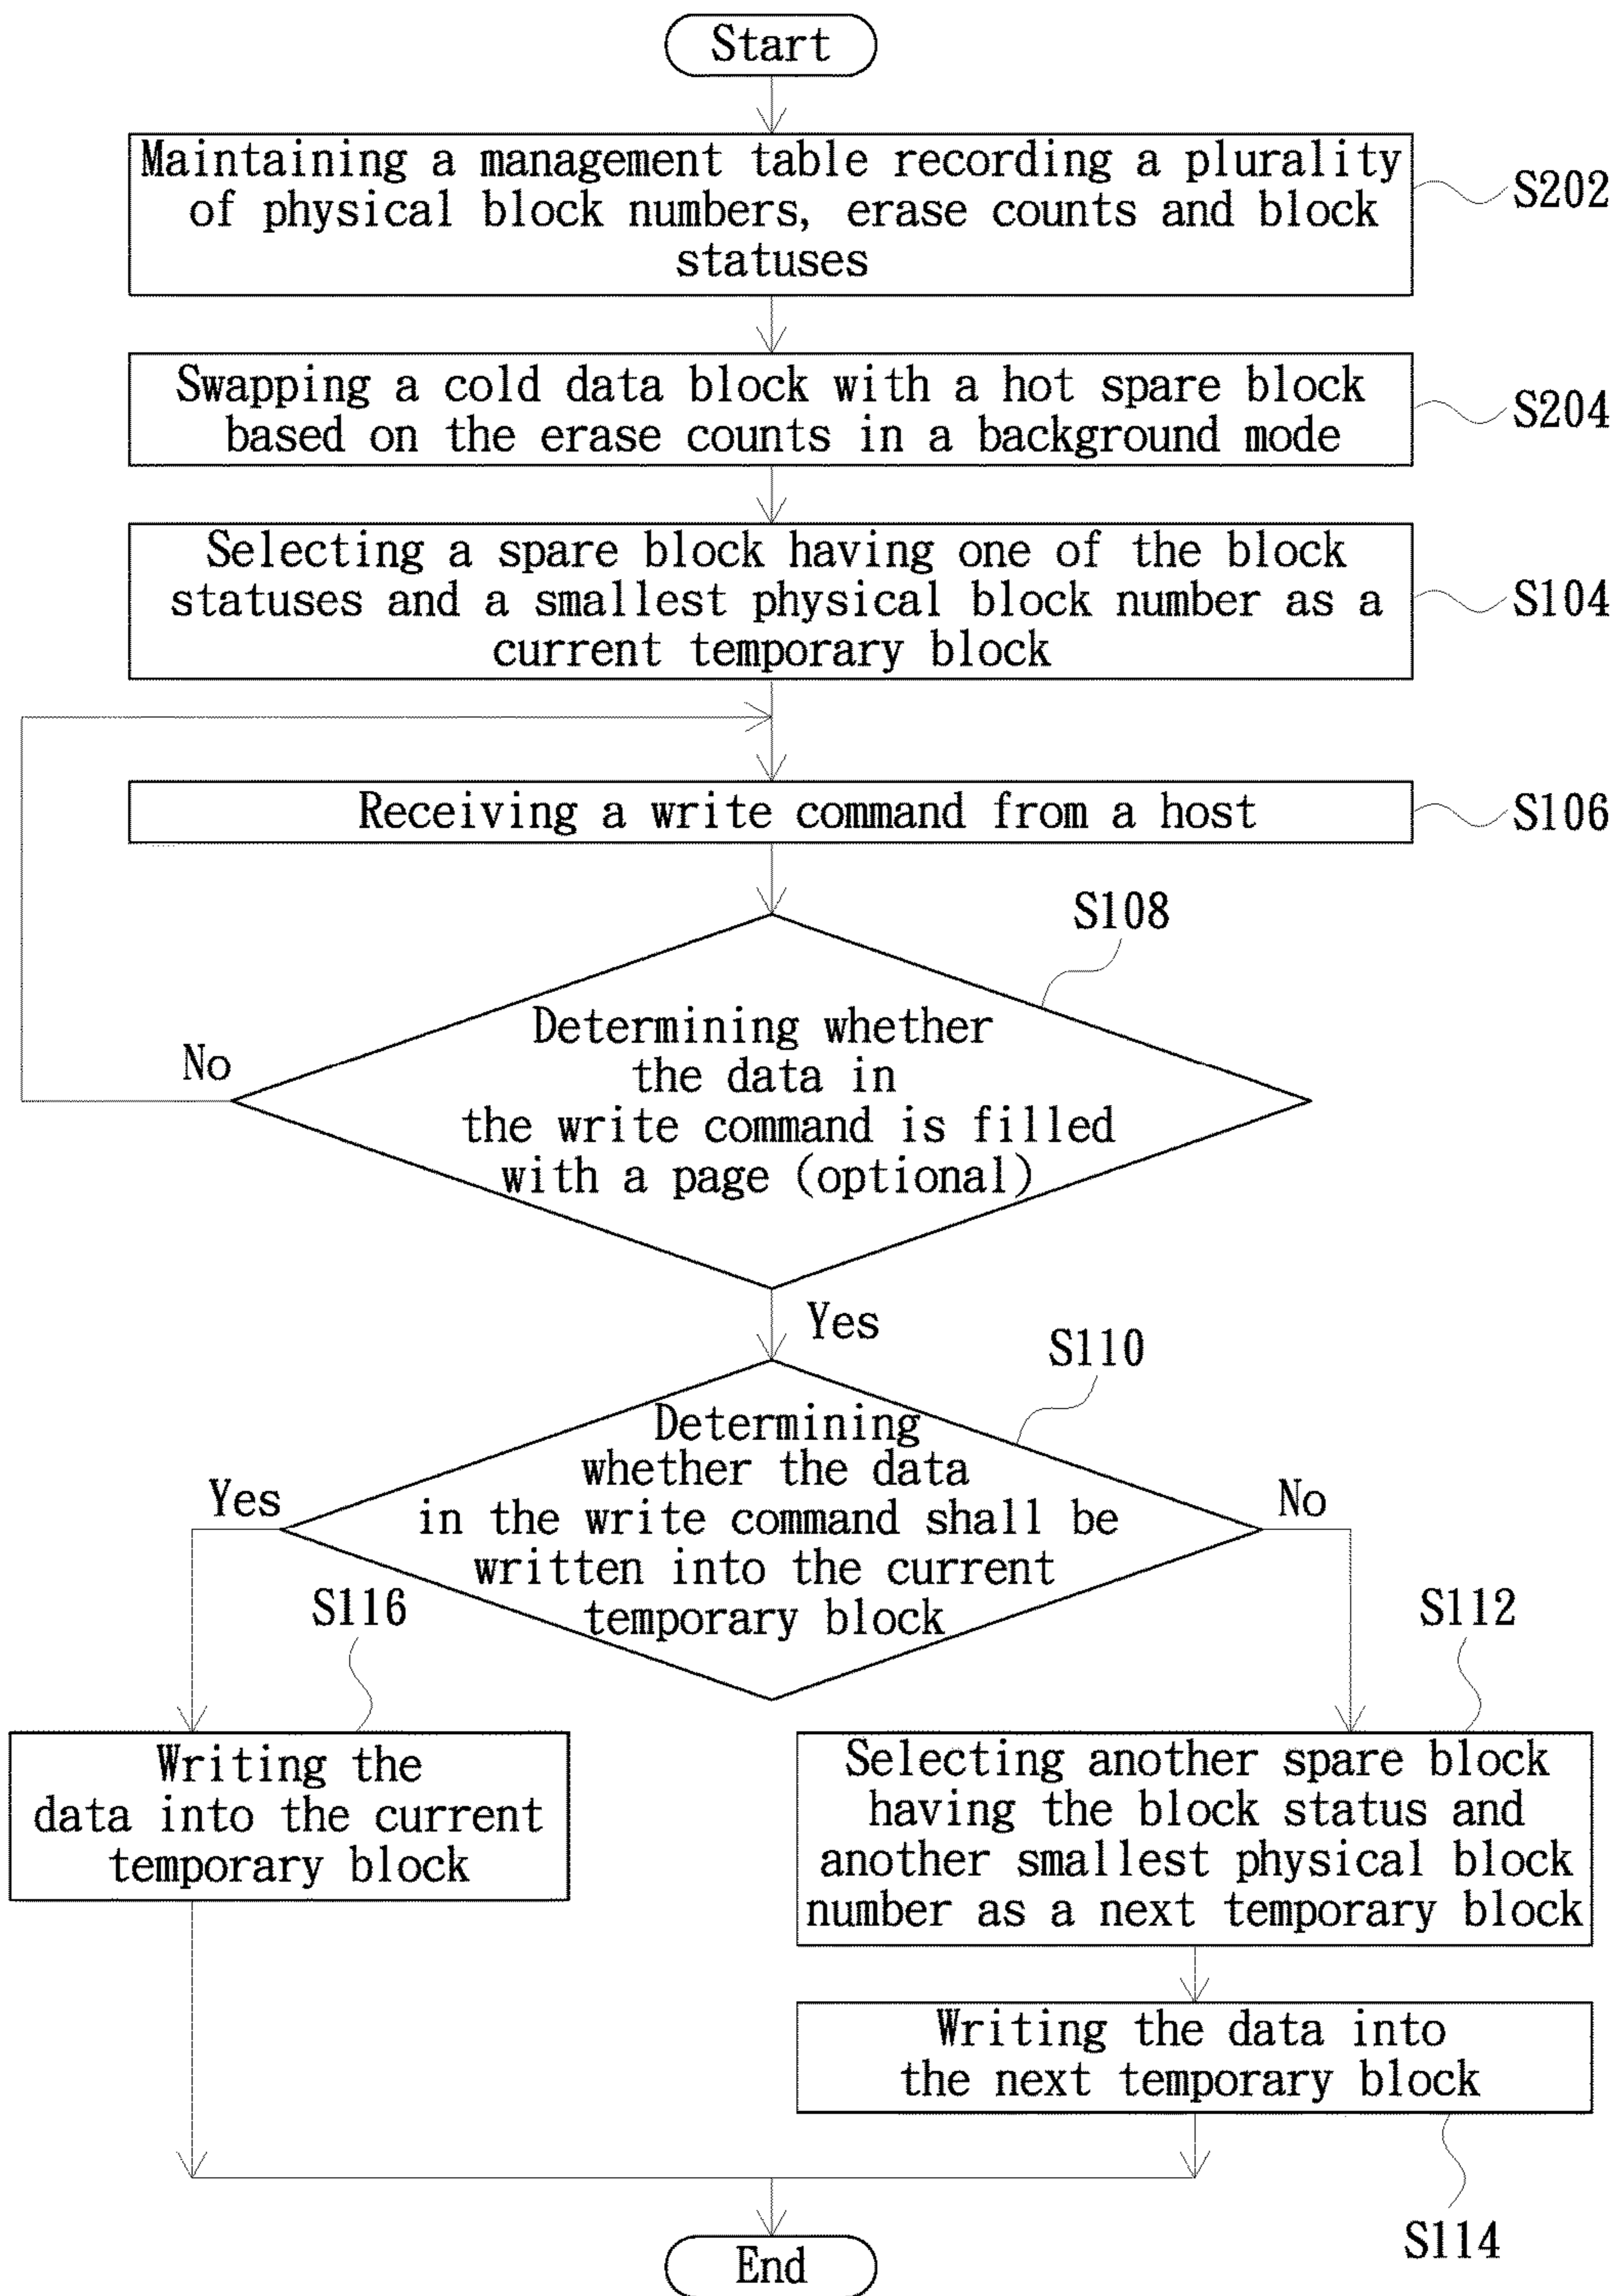 Start
Maintaining a management table recording a plurality
of physical block numbers, erase counts and block
statuses
S202
Swapping a cold data block with a hot spare block
based on the erase counts in a background mode
S204
Selecting a spare block having one of the block
statuses and a smallest physical block number as a
current temporary block
S104
Receiving a write command from a host
S106
S108
Determining whether
the data in
the write command is filled
with a page (optional)
No
Yes
S110
Determining
whether the data
in the write command shall be
written into the current
temporary block
Yes
No
S116
Writing the
data into the current
temporary block
S112
Selecting another spare block
having the block status and
another smallest physical block
number as a next temporary block
Writing the data into
the next temporary block
S114
End